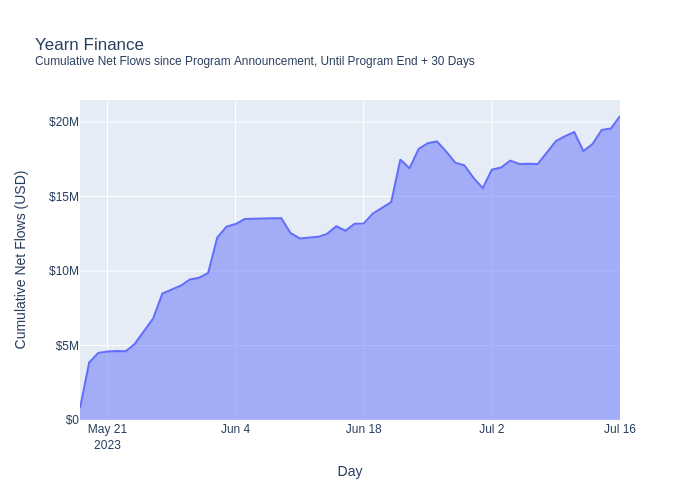 Yearn Finance
Cumulative Net Flows since Program Announcement, Until Program End + 30 Days
Cumulative Net Flows (USD)
$20M
$15M
$10M
$5M
$0
May 21
2023
Jun 4
Jun 18
Jul 2
Jul 16
Day